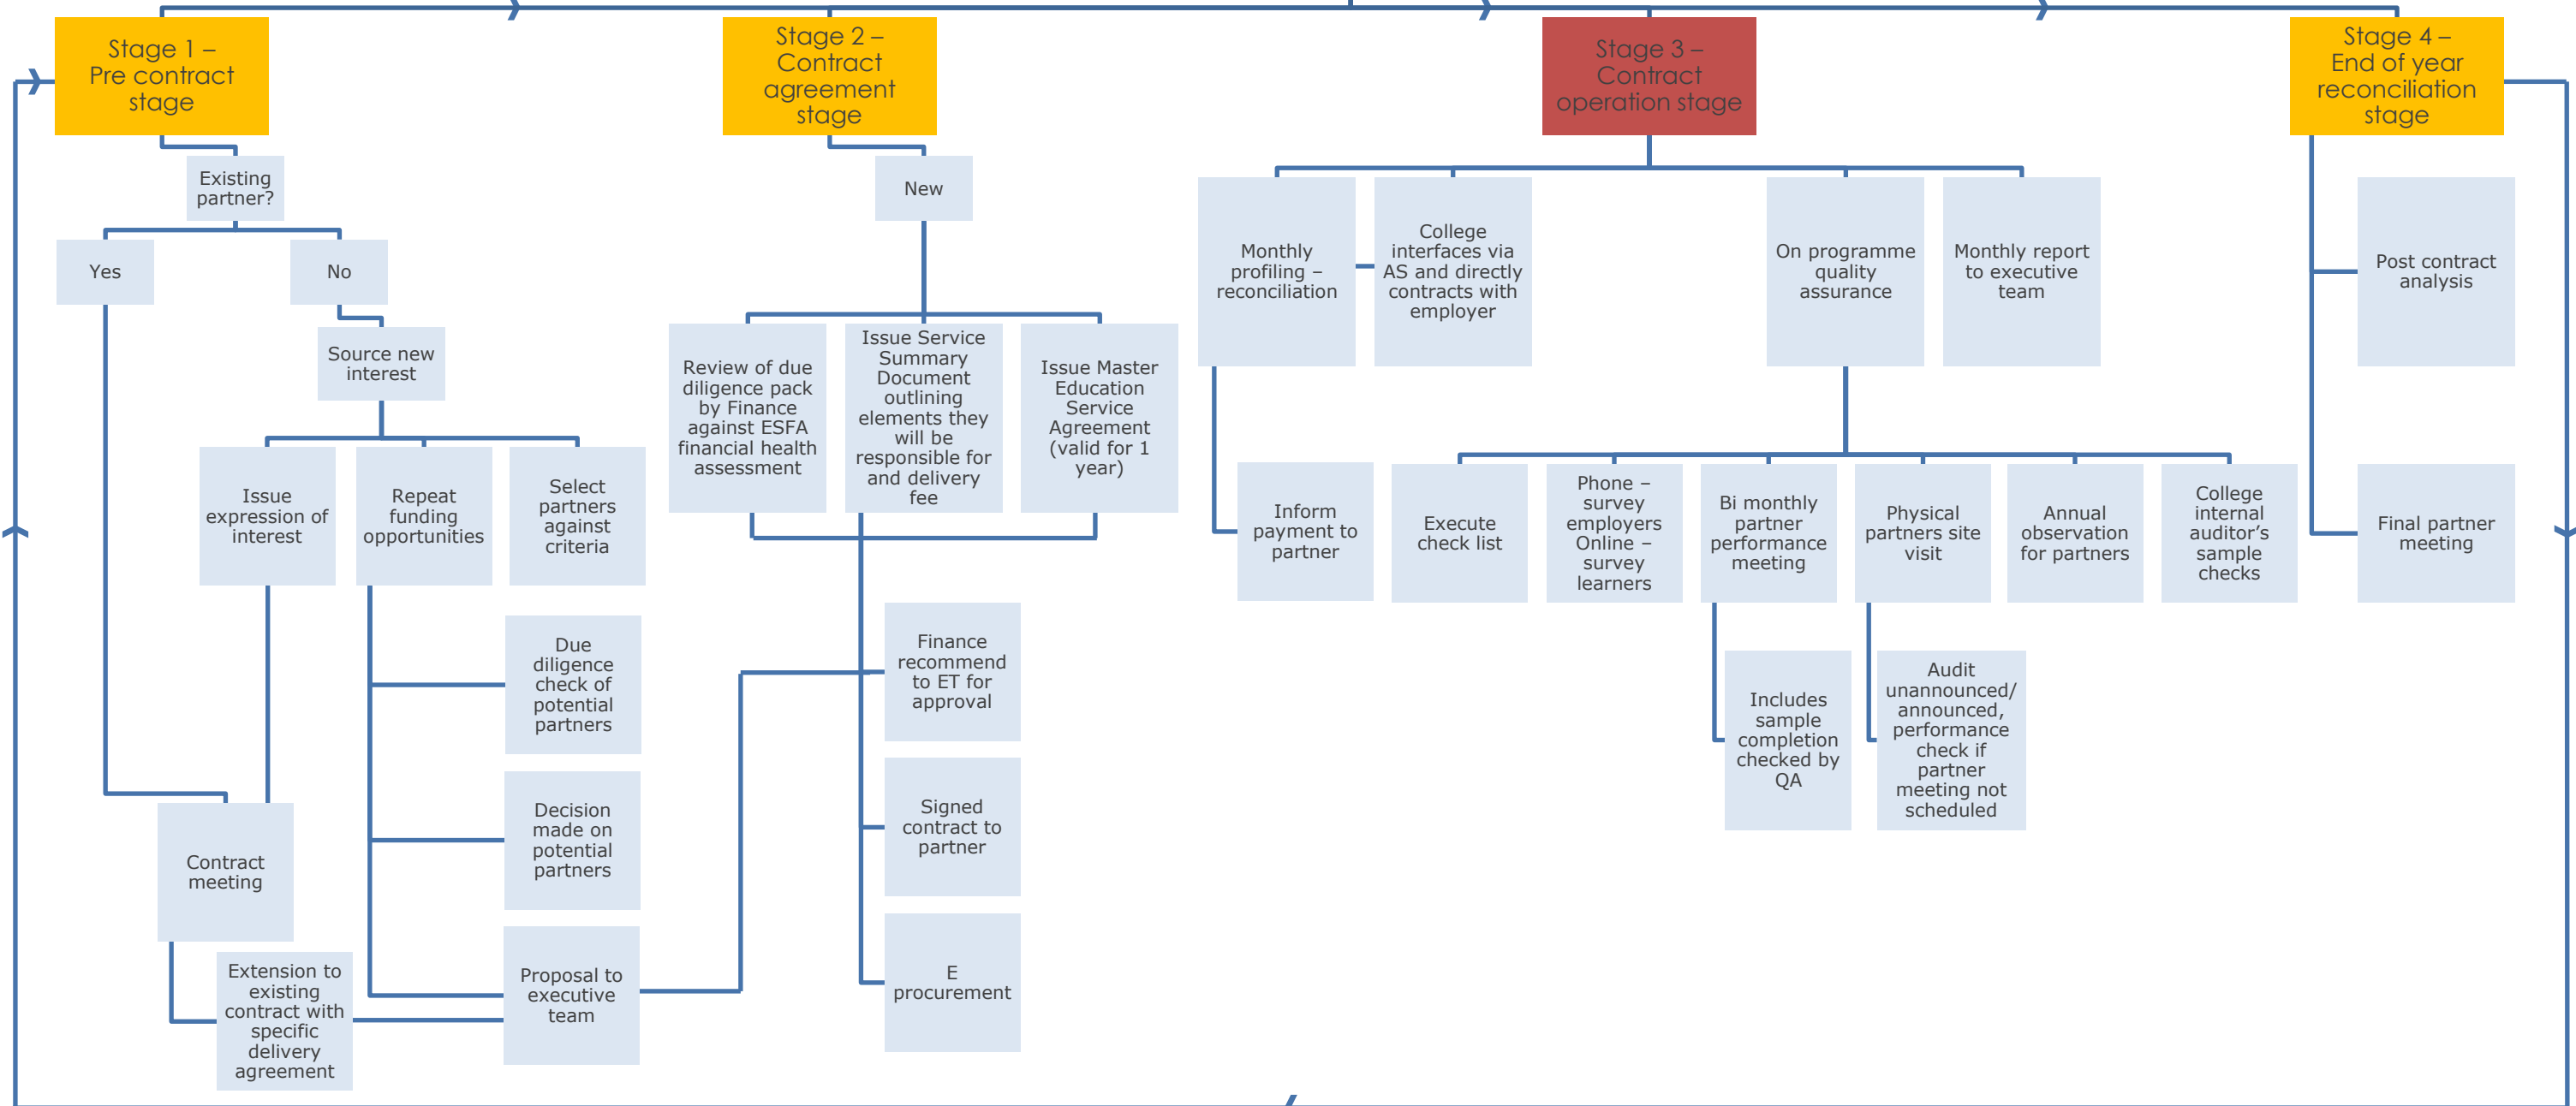 Stage 1 –
Pre contract
stage
Existing
partner?
Yes
No
Source new
interest
Issue
expression of
interest
Repeat
funding
opportunities
Select
partners
against
criteria
Due
diligence
check of
potential
partners
Decision
made on
potential
partners
Proposal to
executive
team
Contract
meeting
Extension to
existing
contract with
specific
delivery
agreement
Stage 2 –
Contract
agreement
stage
New
Review of due
diligence pack
by Finance
against ESFA
financial health
assessment
Issue Service
Summary
Document
outlining
elements they
will be
responsible for
and delivery
fee
Issue Master
Education
Service
Agreement
(valid for 1
year)
Finance
recommend
to ET for
approval
Signed
contract to
partner
E
procurement
Stage 3 –
Contract
operation stage
Monthly
profiling –
reconciliation
College
interfaces via
AS and directly
contracts with
employer
On programme
quality
assurance
Monthly report
to executive
team
Inform
payment to
partner
Execute
check list
Phone –
survey
employers
Online –
survey
learners
Bi monthly
partner
performance
meeting
Physical
partners site
visit
Annual
observation
for partners
College
internal
auditor’s
sample
checks
Includes
sample
completion
checked by
QA
Audit
unannounced/
announced,
performance
check if
partner
meeting not
scheduled
Stage 4 –
End of year
reconciliation
stage
Post contract
analysis
Final partner
meeting